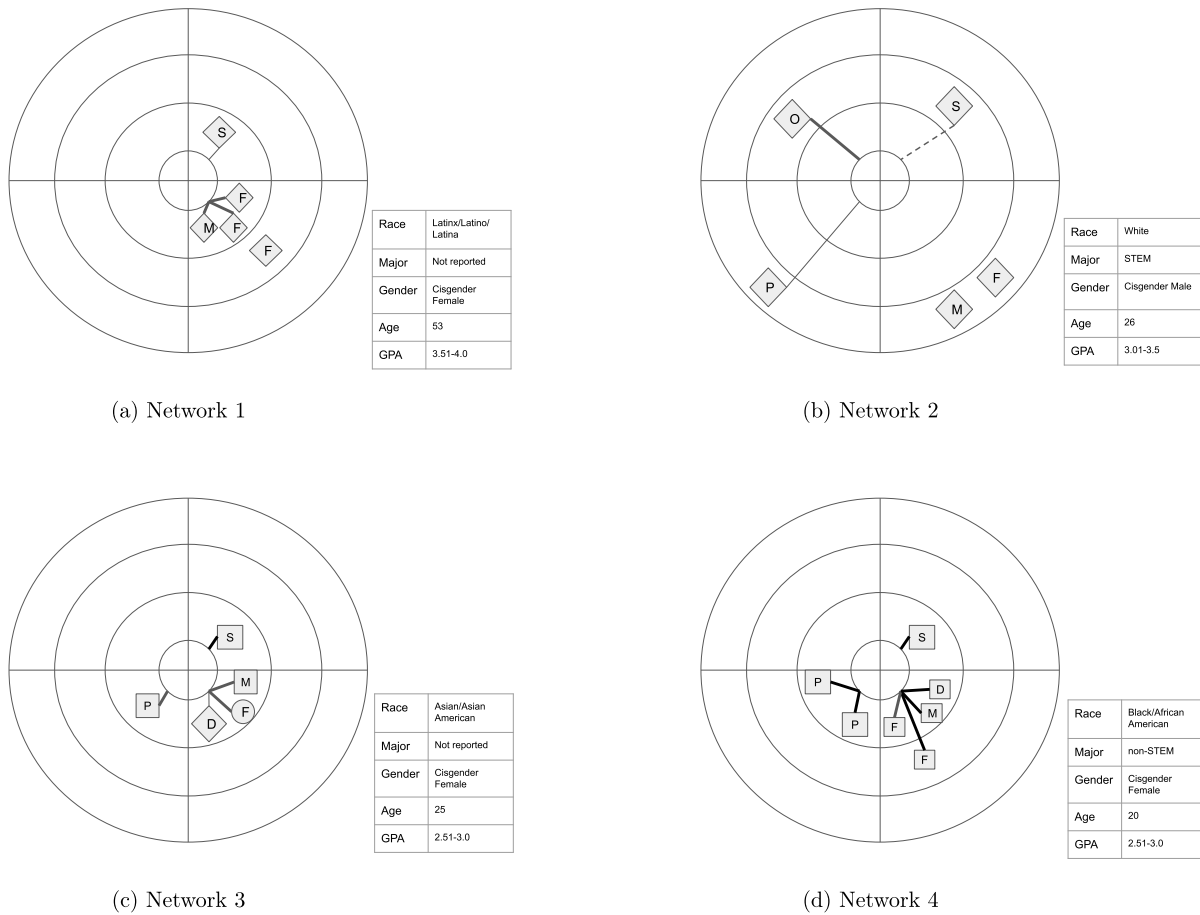 S
F
M
F
F
Race Latinx/Latino/
Latina
Major Not reported
Gender Cisgender
Female
Age 53
GPA 3.51-4.0
(a) Network 1
S
O
P
F
M
Race White
Major STEM
Gender Cisgender Male
Age 26
GPA 3.01-3.5
(b) Network 2
S
M
P
F
D
Race Asian/Asian
American
Major Not reported
Gender Cisgender
Female
Age 25
GPA 2.51-3.0
(c) Network 3
S
P
D
M
P
F
F
Race Black/African
American
Major non-STEM
Gender Cisgender
Female
Age 20
GPA 2.51-3.0
(d) Network 4